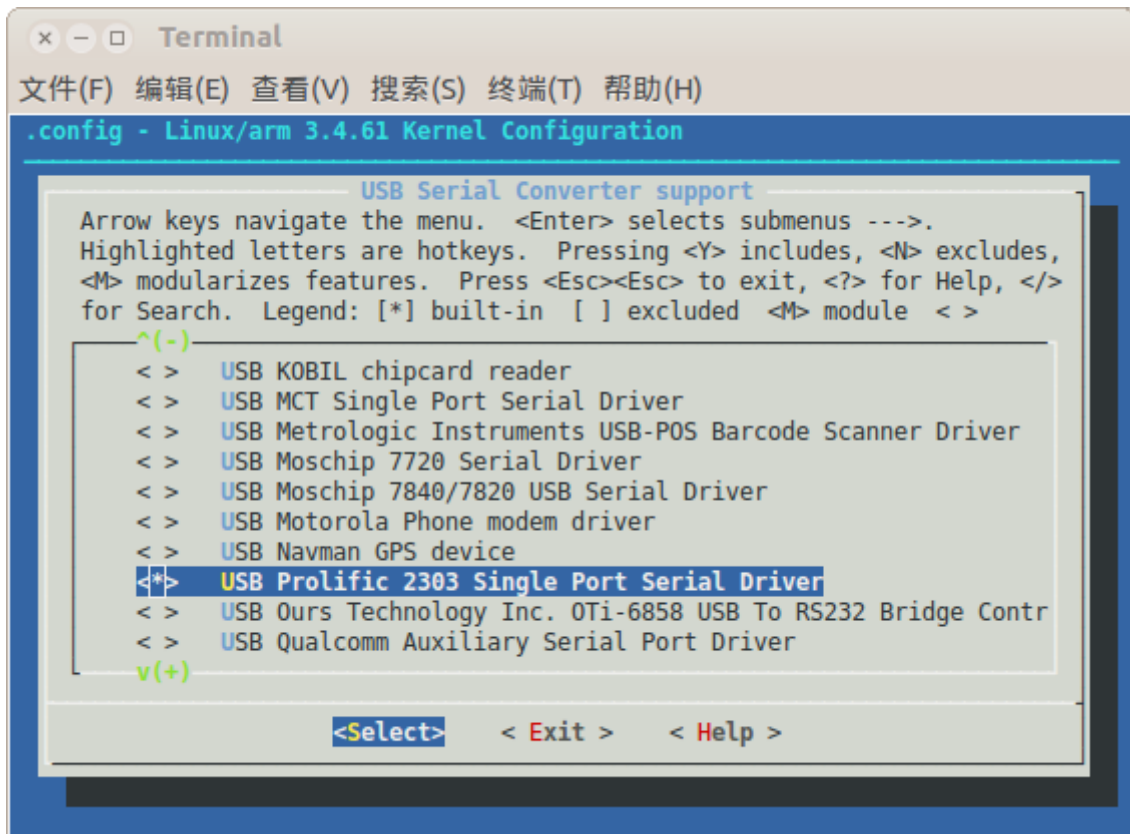 Terminal
文件(F) 编辑(E) 查看(V) 搜索(S) 终端(T) 帮助(H)
.config - Linux/arm 3.4.61 Kernel Configuration
USB Serial Converter support
Arrow keys navigate the menu.  <Enter> selects submenus --->.
Highlighted letters are hotkeys.  Pressing <Y> includes, <N> excludes,
<M> modularizes features.  Press <Esc><Esc> to exit, <?> for Help, </>
for Search.  Legend: [*] built-in  [ ] excluded  <M> module  < >
^(-)
< >   USB KOBIL chipcard reader
< >   USB MCT Single Port Serial Driver
< >   USB Metrologic Instruments USB-POS Barcode Scanner Driver
< >   USB Moschip 7720 Serial Driver
< >   USB Moschip 7840/7820 USB Serial Driver
< >   USB Motorola Phone modem driver
< >   USB Navman GPS device
<*>   USB Prolific 2303 Single Port Serial Driver
< >   USB Ours Technology Inc. OTi-6858 USB To RS232 Bridge Contr
< >   USB Qualcomm Auxiliary Serial Port Driver
v(+)
<Select>    < Exit >    < Help >